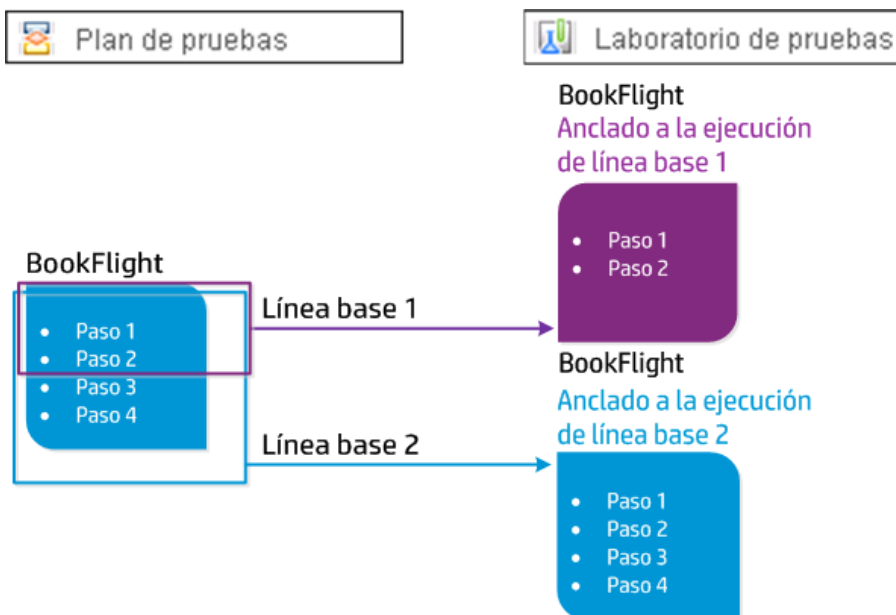 Plan de pruebas
Laboratorio de pruebas
BookFlight
Anclado a la ejecución
de línea base 1
• Paso 1
• Paso 2
BookFlight
• Paso 1
• Paso 2
• Paso 3
• Paso 4
Línea base 1
Línea base 2
BookFlight
Anclado a la ejecución
de línea base 2
• Paso 1
• Paso 2
• Paso 3
• Paso 4